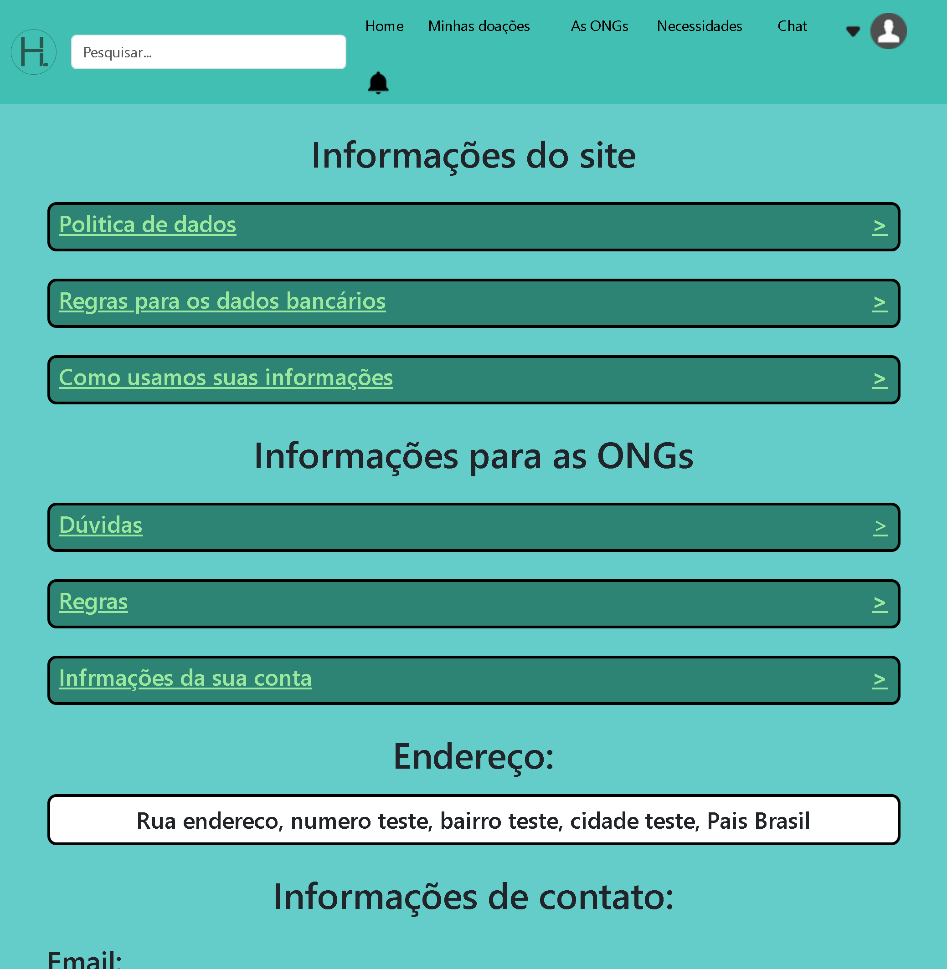 H.
Pesquisar...
Home Minhas doações As ONGs Necessidades Chat
Informações do site
Politica de dados >
Regras para os dados bancários >
Como usamos suas informações >
Informações para as ONGs
Dúvidas >
Regras >
Infrmações da sua conta >
Endereço:
Rua endereco, numero teste, bairro teste, cidade teste, Pais Brasil
Informações de contato:
Email: